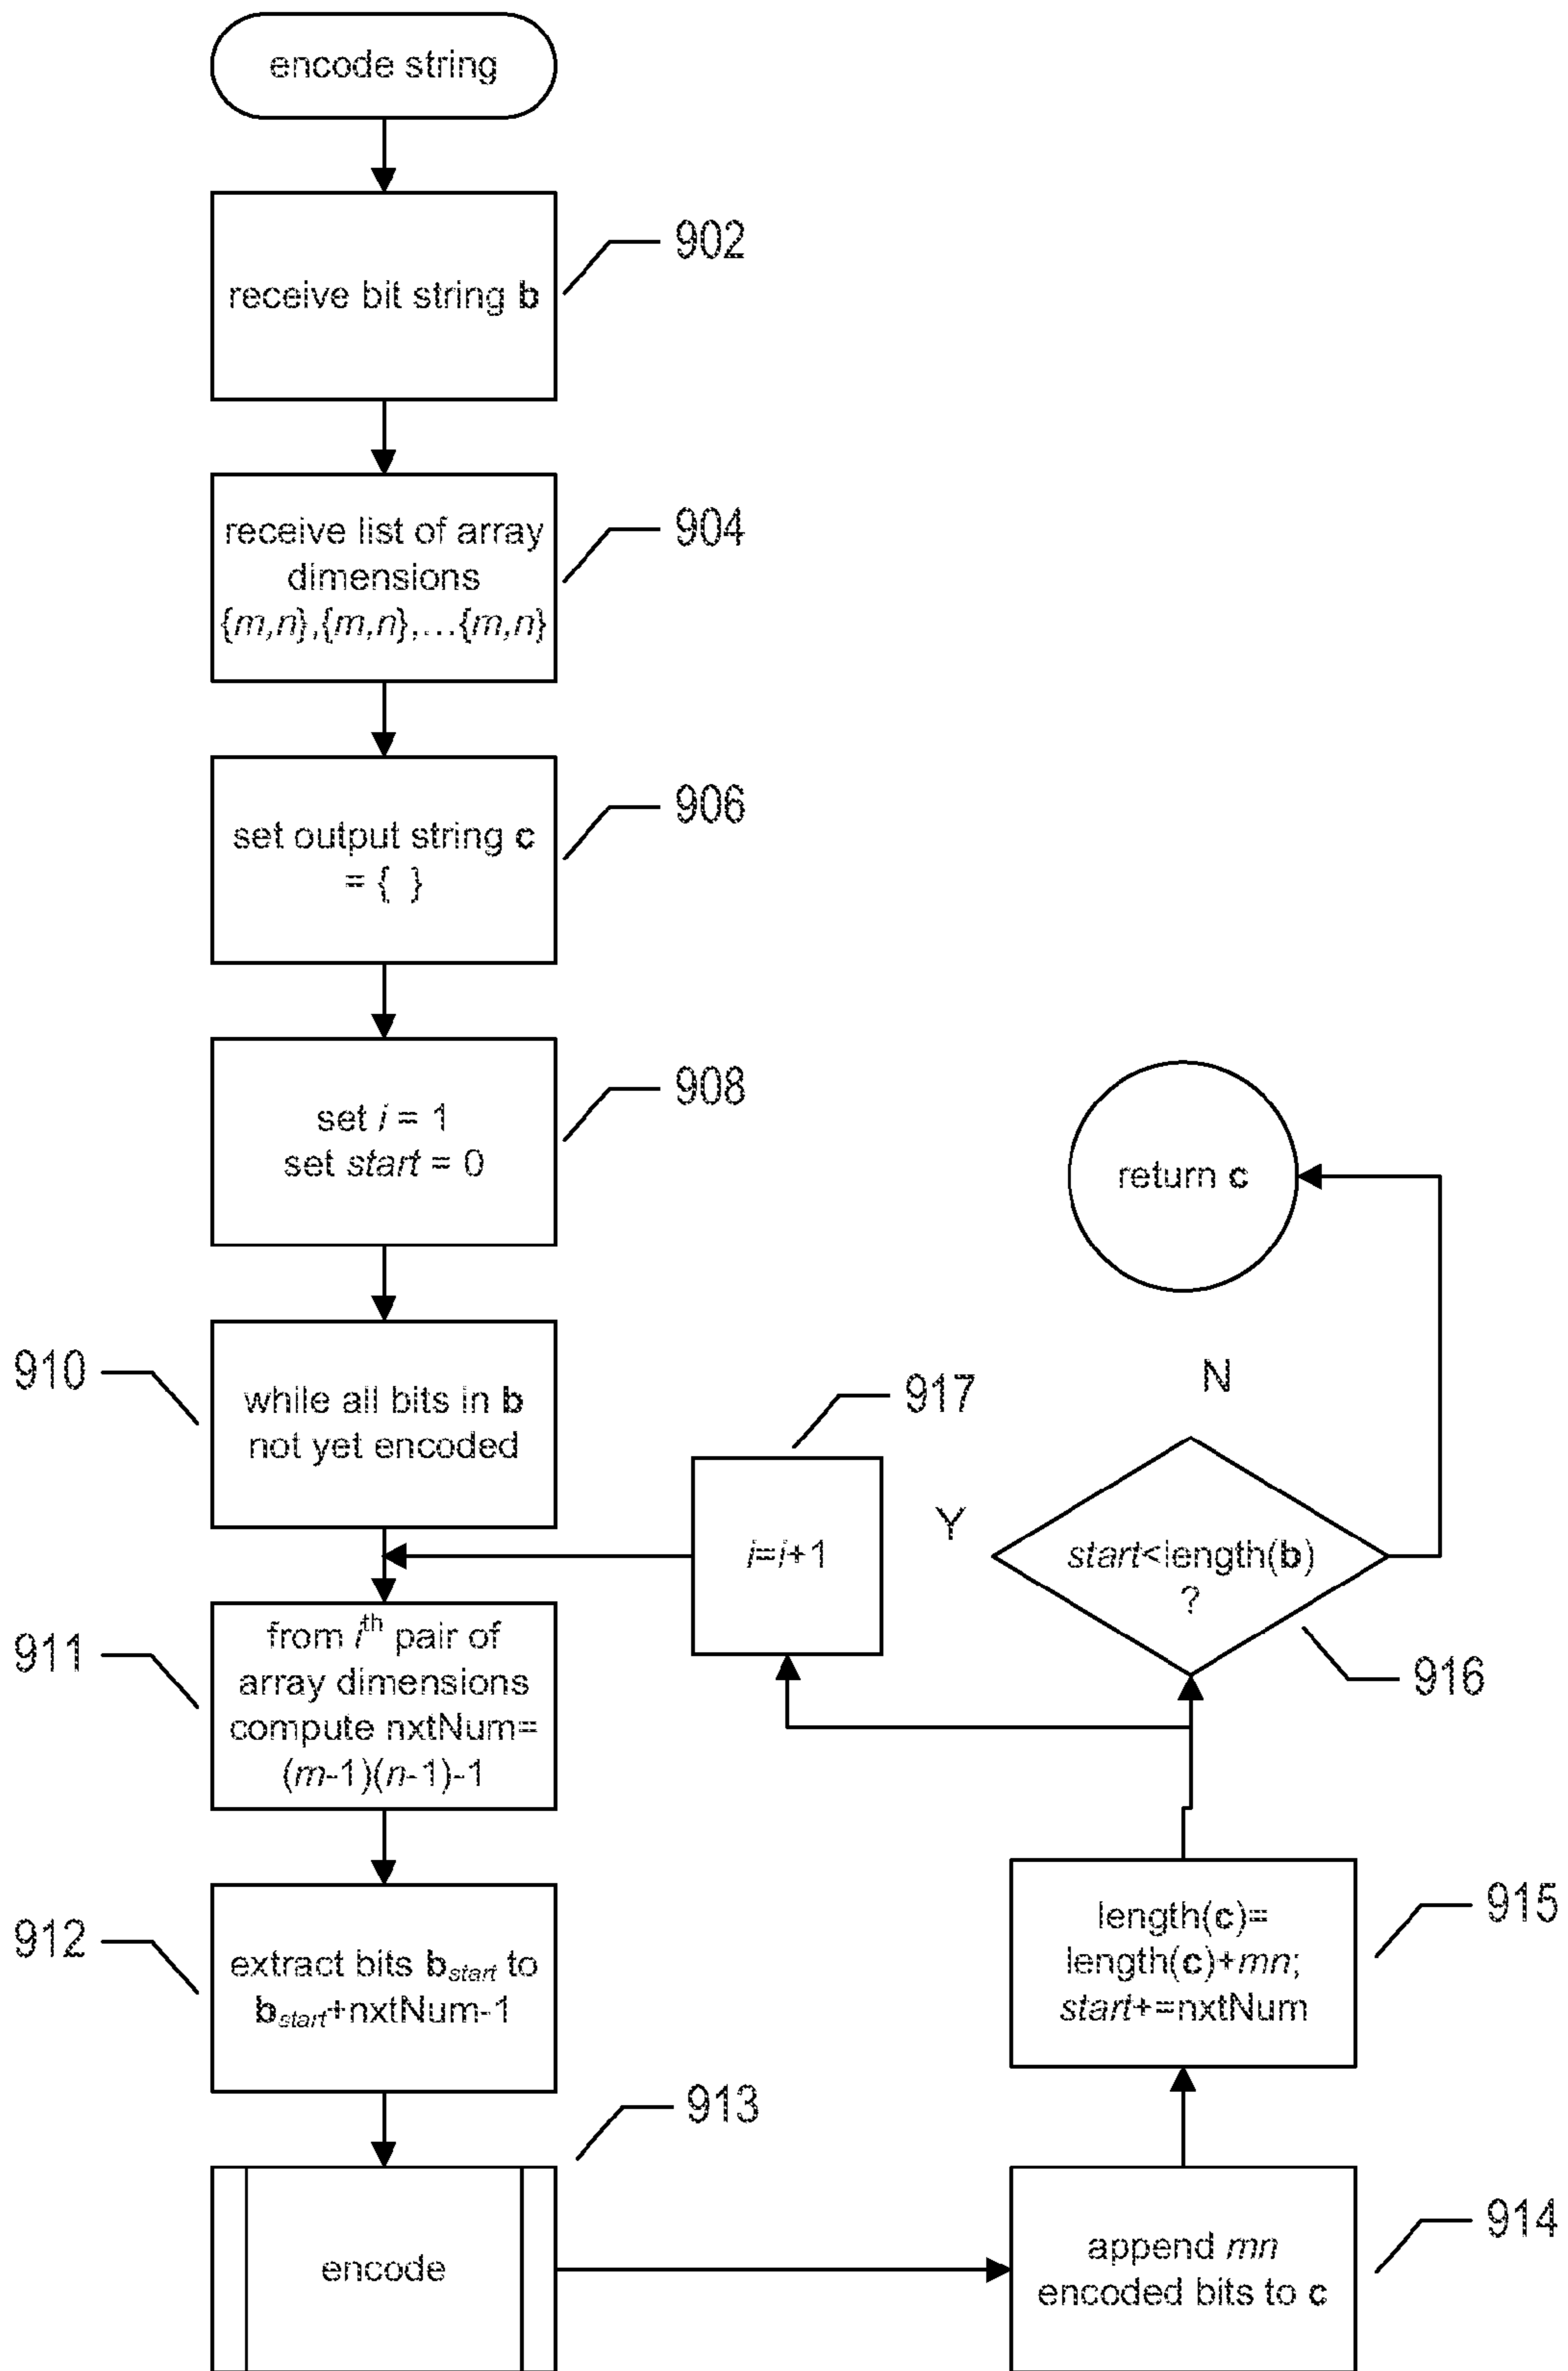 encode string
receive bit string b
902
receive list of array
dimensions
{m,n},{m,n},...{m,n}
904
set output string c
= { }
906
set i = 1
set start = 0
908
910
while all bits in b
not yet encoded
911
from ith pair of
array dimensions
compute nxtNum=
(m-1)(n-1)-1
912
extract bits bstart to
bstart+nxtNum-1
913
encode
append mn
encoded bits to c
914
length(c)=
length(c)+mn;
start+=nxtNum
915
start<length(b)
?
916
Y
N
917
i=i+1
return c